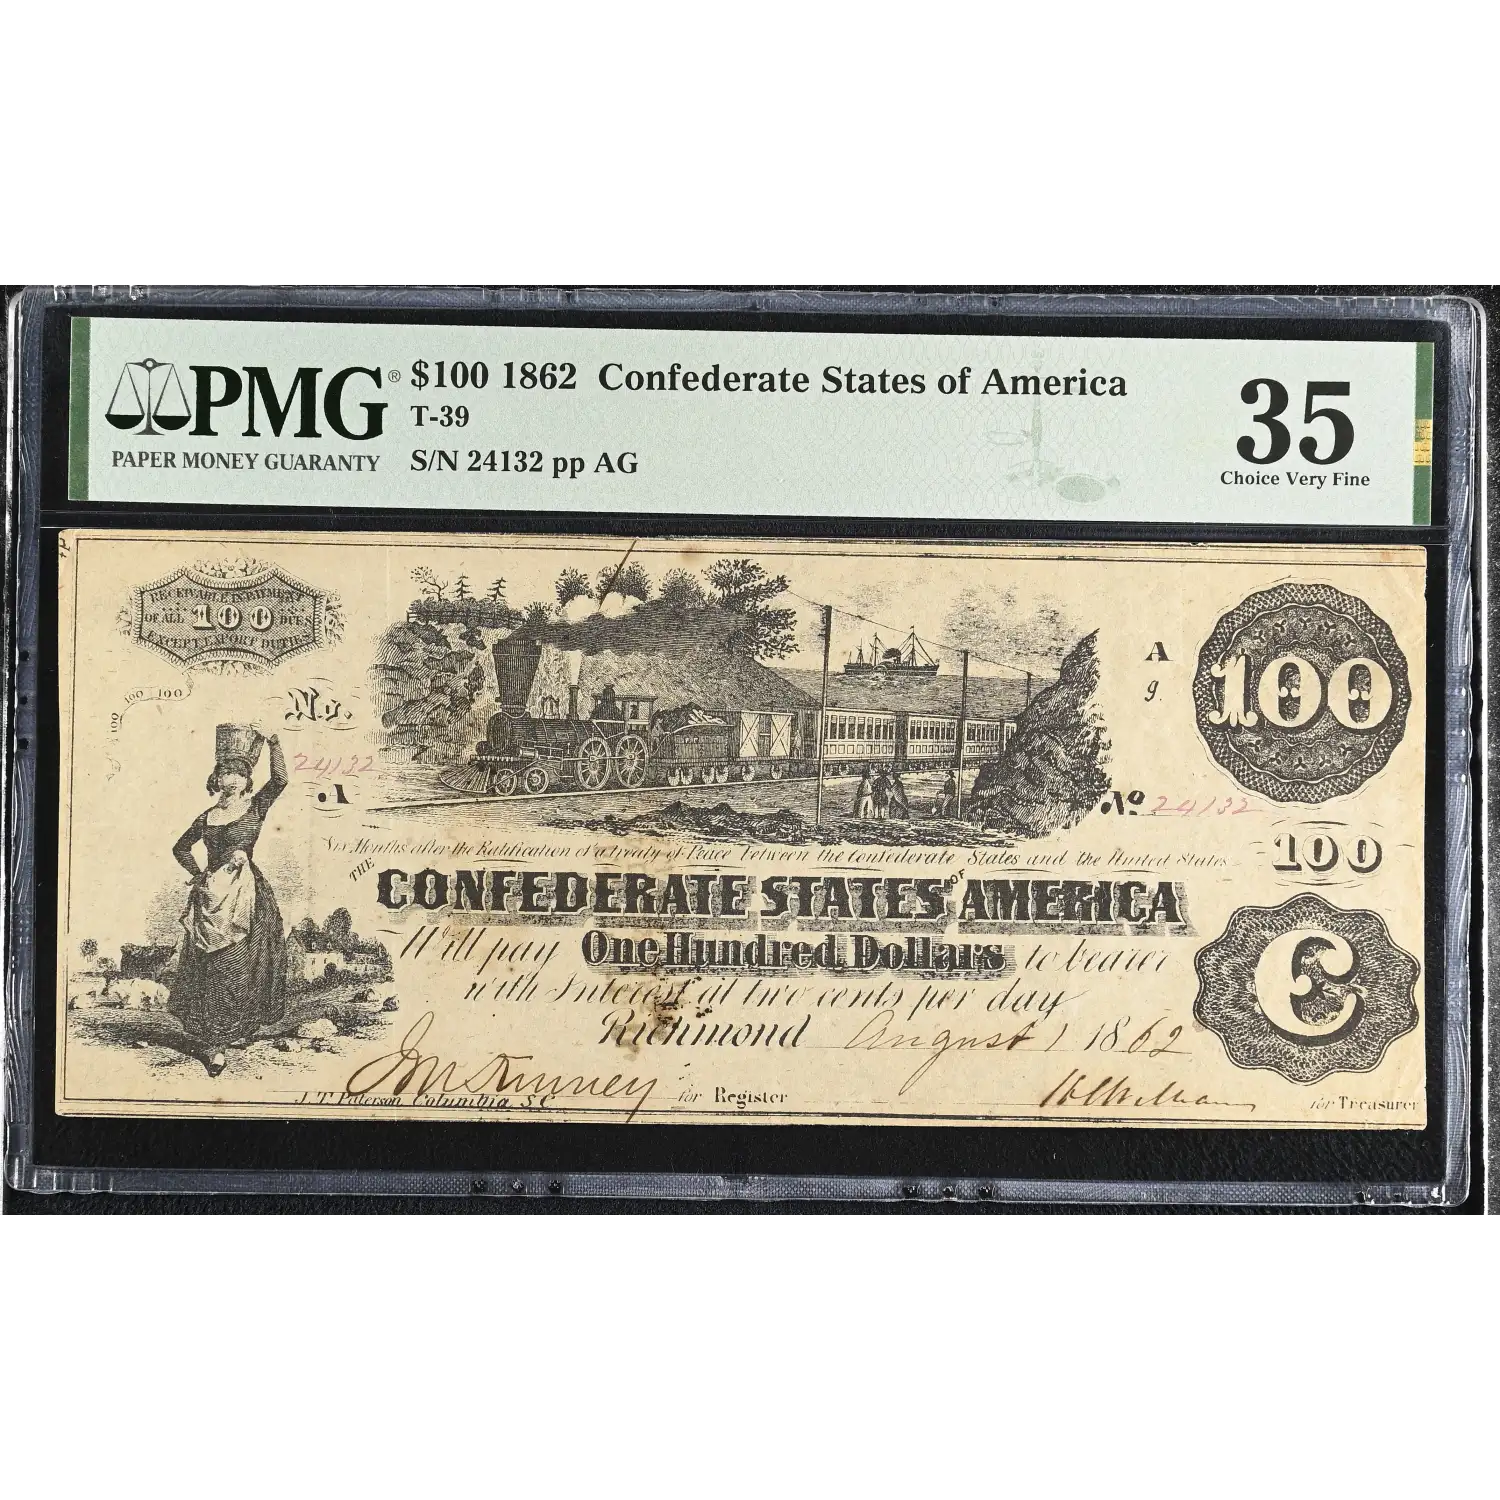 PMG®
PAPER MONEY GUARANTY
$100 1862 Confederate States of America
T-39
S/N 24132 pp AG
35
Choice Very Fine
RECEIVABLE IN PAYMENT
OF ALL 100 DUES
EXCEPT EXPORT DUTIES
100 100 100
No.
24132
A
A
g.
100
No 24132
100
Six Months after the Ratification of a treaty of Peace between the Confederate States and the United States
THE CONFEDERATE STATES OF AMERICA
Will pay One Hundred Dollars to bearer
with Interest at two cents per day
Richmond August 1 1862
C
J. T. Paterson Columbia, S.C.
for Register
for Treasurer